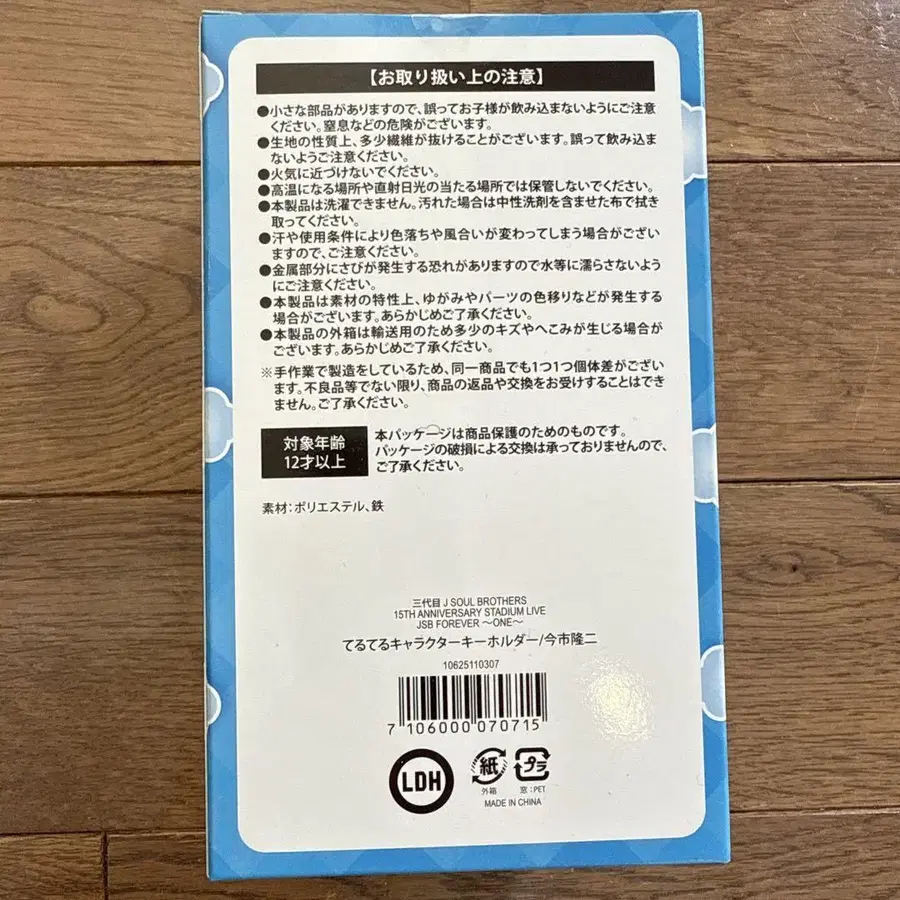 【お取り扱い上の注意】
●小さな部品がありますので、誤ってお子様が飲み込まないようにご注意
ください。窒息などの危険がございます。
●生地の性質上、多少繊維が抜けることがございます。誤って飲み込ま
ないようご注意ください。
●火気に近づけないでください。
●高温になる場所や直射日光の当たる場所では保管しないでください。
●本製品は洗濯できません。汚れた場合は中性洗剤を含ませた布で拭き
取ってください。
●汗や使用条件により色落ちや風合いが変わってしまう場合がござい
ますので、ご注意ください。
●金属部分にさびが発生する恐れがありますので水等に濡らさないよう
にご注意ください。
●本製品は素材の特性上、ゆがみやパーツの色移りなどが発生する
場合がございます。あらかじめご了承ください。
●本製品の外箱は輸送用のため多少のキズやへこみが生じる場合が
ございます。あらかじめご了承ください。
※手作業で製造をしているため、同一商品でも1つ1つ個体差がござい
ます。不良品等でない限り、商品の返品や交換をお受けすることはでき
ません。ご了承ください。
対象年齢
12才以上
本パッケージは商品保護のためのものです。
パッケージの破損による交換は承っておりませんので、
ご了承ください。
素材：ポリエステル、鉄
三代目 J SOUL BROTHERS
15TH ANNIVERSARY STADIUM LIVE
JSB FOREVER 〜ONE〜
てるてるキャラクターキーホルダー/今市隆二
10625110307
7 106000 070715
LDH
紙
外箱
プラ
窓：PET
MADE IN CHINA